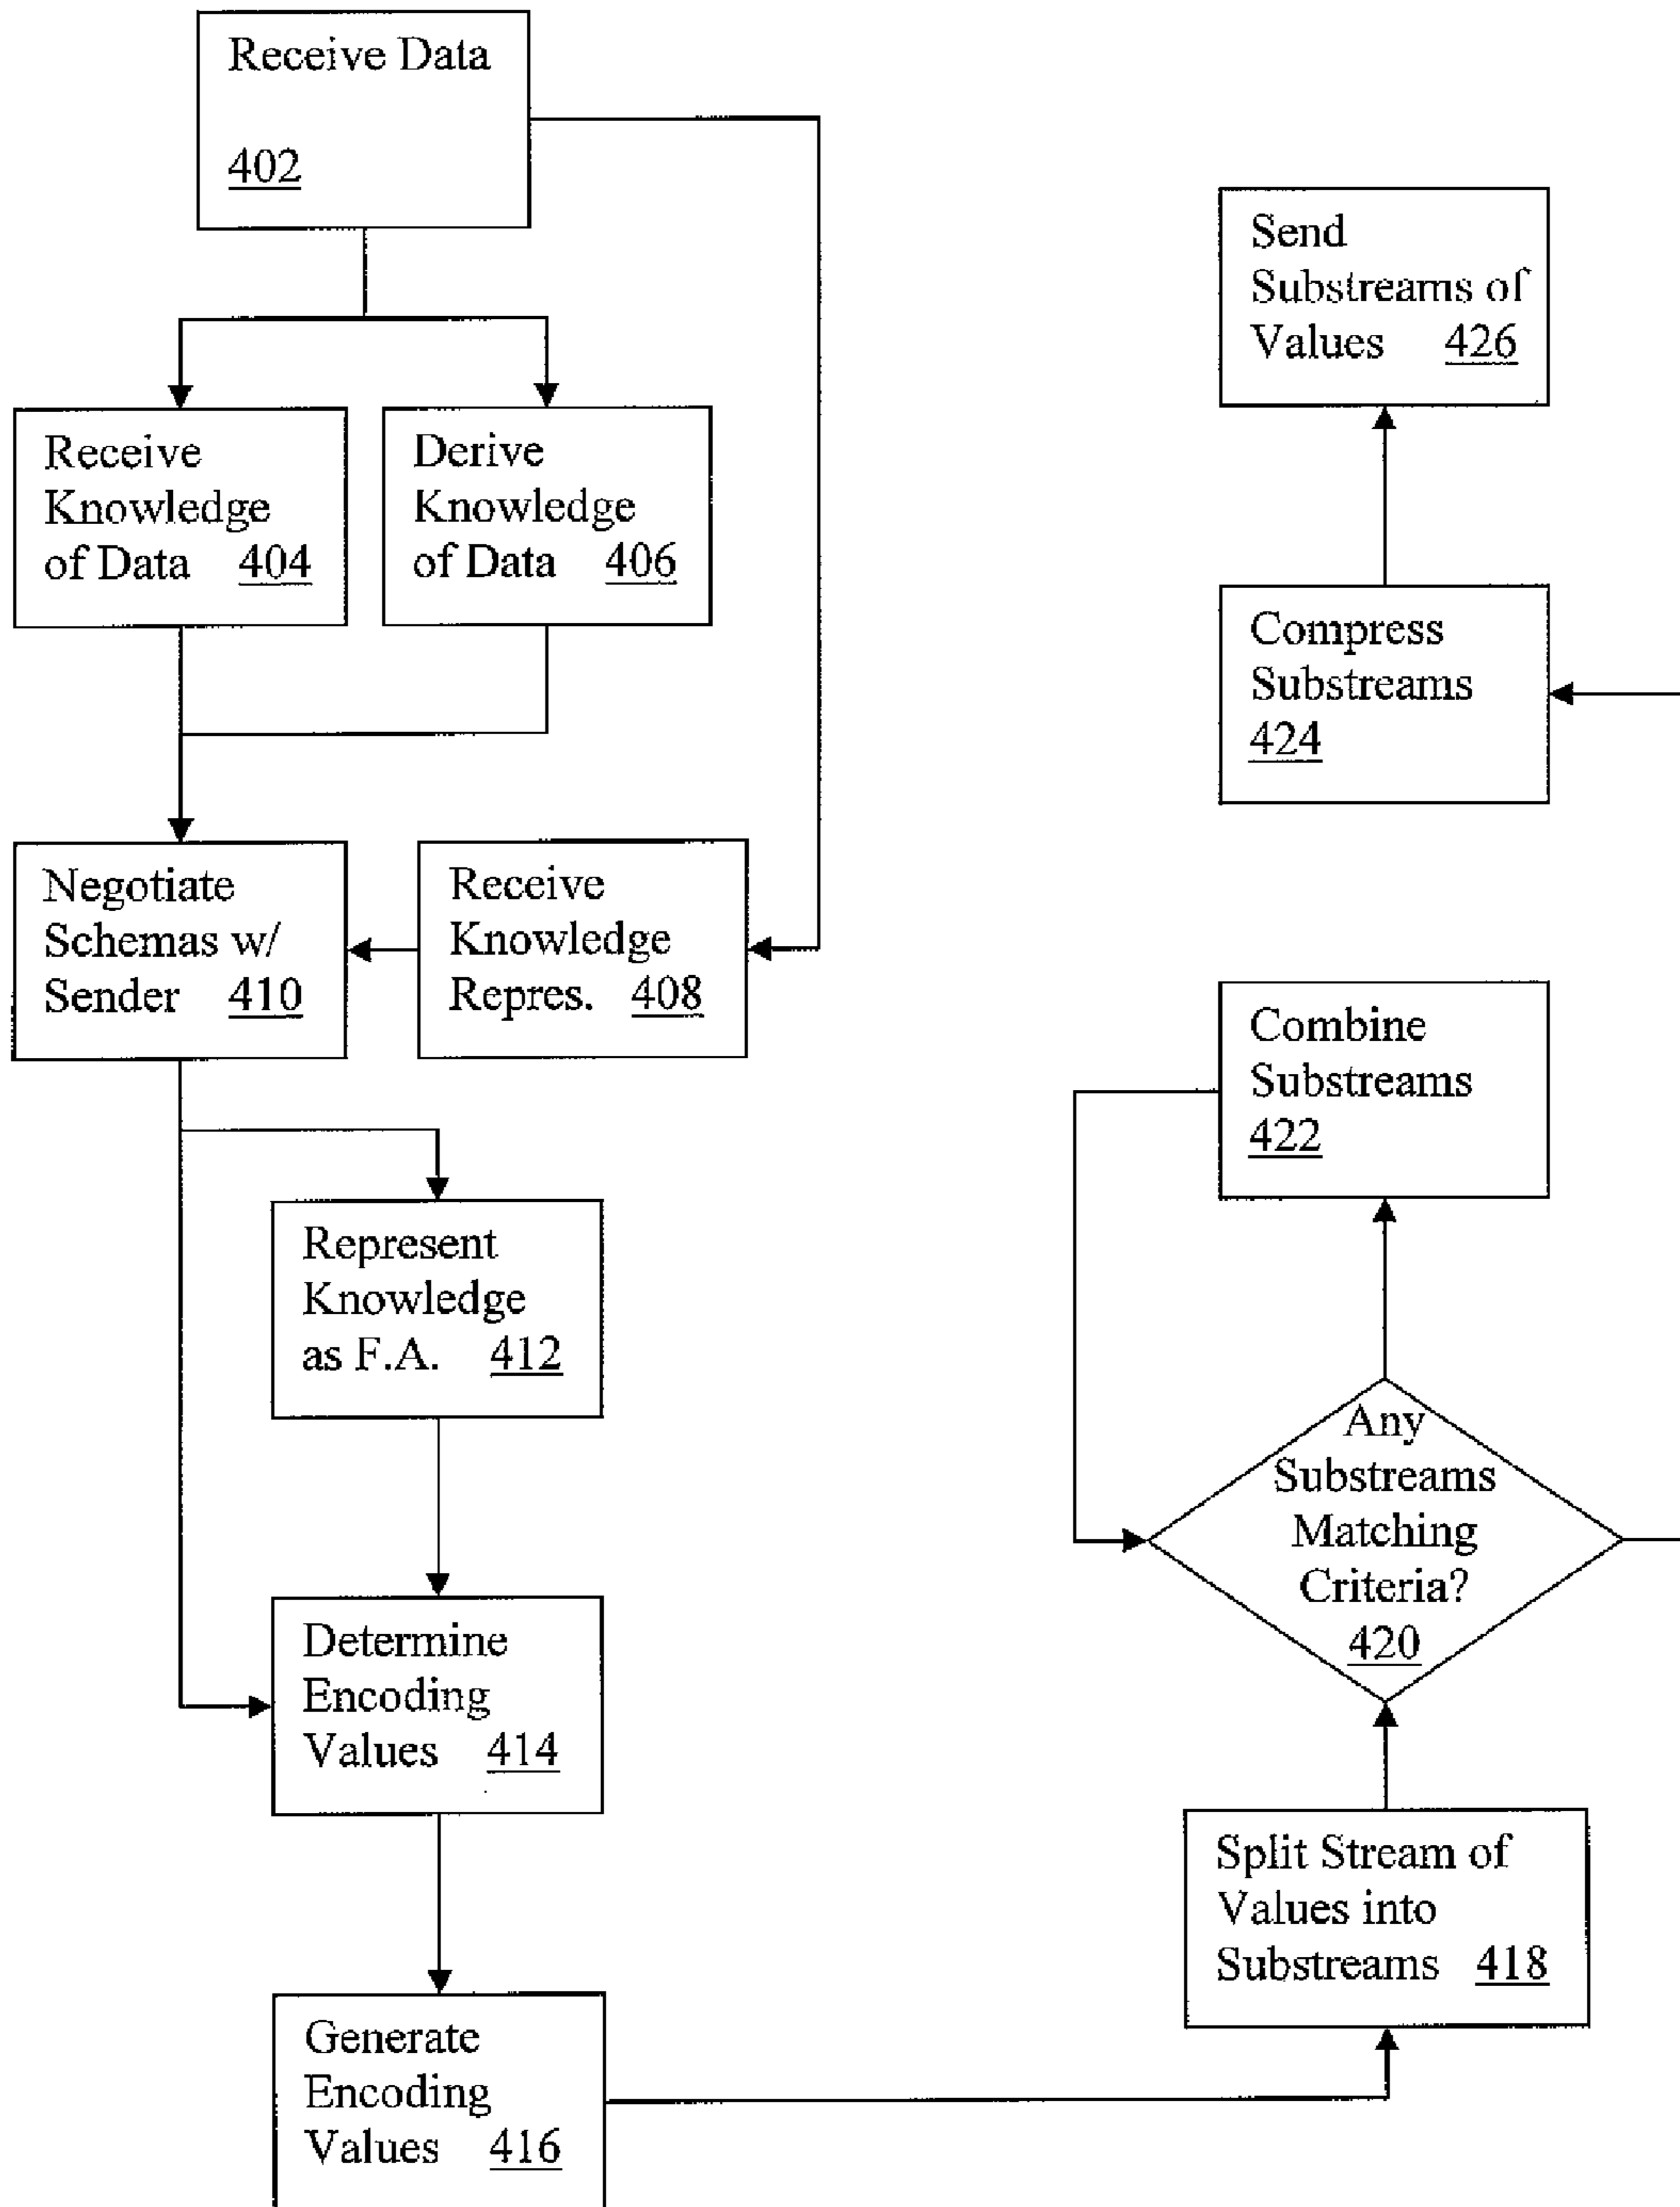 Receive Data
402
Receive
Knowledge
of Data 404
Derive
Knowledge
of Data 406
Negotiate
Schemas w/
Sender 410
Receive
Knowledge
Repres. 408
Represent
Knowledge
as F.A. 412
Determine
Encoding
Values 414
Generate
Encoding
Values 416
Send
Substreams of
Values 426
Compress
Substreams
424
Combine
Substreams
422
Any
Substreams
Matching
Criteria?
420
Split Stream of
Values into
Substreams 418